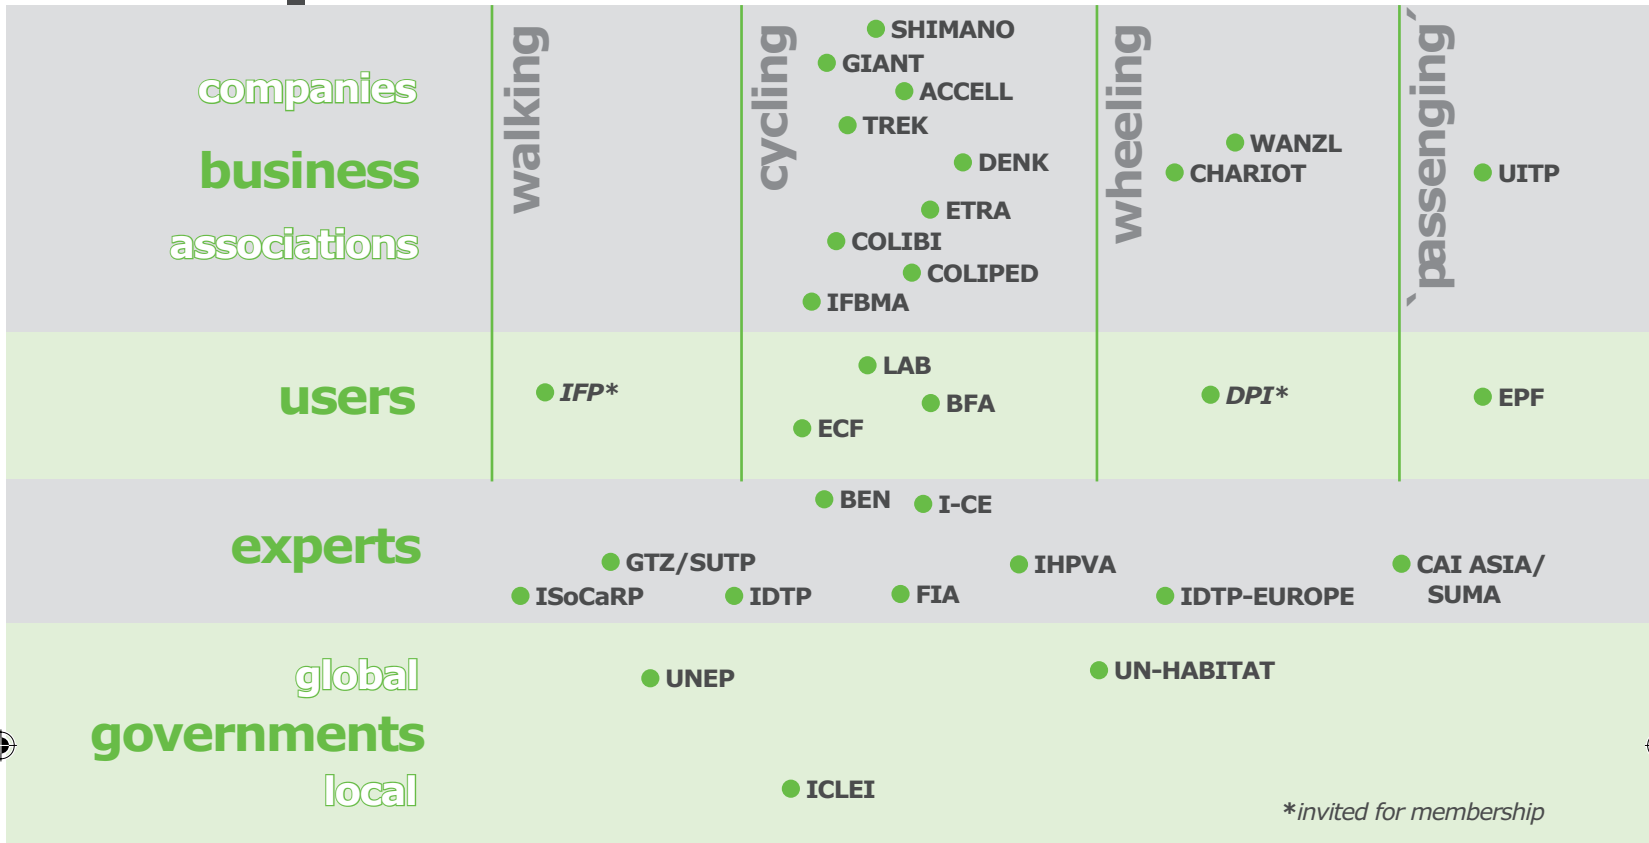 walking
cycling
wheeling
`passenging´
companies
business
associations
SHIMANO
GIANT
ACCELL
TREK
DENK
ETRA
COLIBI
COLIPED
IFBMA
WANZL
CHARIOT
UITP
users
IFP*
LAB
BFA
ECF
DPI*
EPF
experts
BEN
I-CE
GTZ/SUTP
IHPVA
CAI ASIA/
SUMA
ISoCaRP
IDTP
FIA
IDTP-EUROPE
global
governments
local
UNEP
UN-HABITAT
ICLEI
*invited for membership